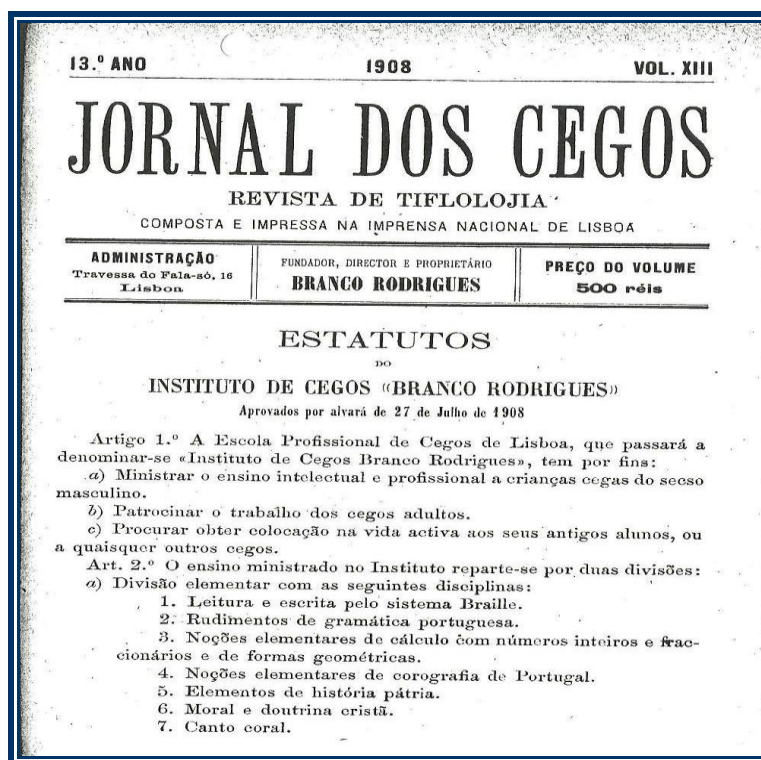 13.º ANO 1908 VOL. XIII
JORNAL DOS CEGOS
REVISTA DE TIFLOLOJIA
COMPOSTA E IMPRESSA NA IMPRENSA NACIONAL DE LISBOA
ADMINISTRAÇÃO
Travessa do Fala-só, 16
Lisboa
FUNDADOR, DIRECTOR E PROPRIETÁRIO
BRANCO RODRIGUES
PREÇO DO VOLUME
500 réis
ESTATUTOS
DO
INSTITUTO DE CEGOS «BRANCO RODRIGUES»
Aprovados por alvará de 27 de Julho de 1908
Artigo 1.º A Escola Profissional de Cegos de Lisboa, que passará a
denominar-se «Instituto de Cegos Branco Rodrigues», tem por fins:
a) Ministrar o ensino intelectual e profissional a crianças cegas do secso
masculino.
b) Patrocinar o trabalho dos cegos adultos.
c) Procurar obter colocação na vida activa aos seus antigos alunos, ou
a quaisquer outros cegos.
Art. 2.º O ensino ministrado no Instituto reparte-se por duas divisões:
a) Divisão elementar com as seguintes disciplinas:
1. Leitura e escrita pelo sistema Braille.
2. Rudimentos de gramática portuguesa.
3. Noções elementares de cálculo com números inteiros e frac-
cionários e de formas geométricas.
4. Noções elementares de corografia de Portugal.
5. Elementos de história pátria.
6. Moral e doutrina cristã.
7. Canto coral.